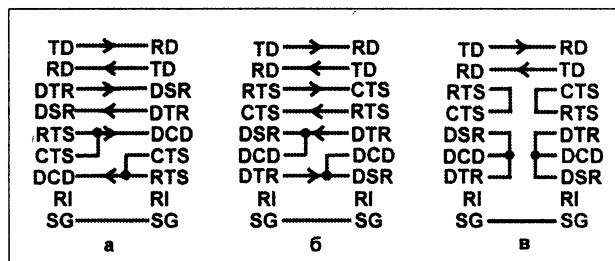 TD RD TD RD TD RD
RD TD RD TD RD TD
DTR DSR RTS CTS RTS CTS
DSR DTR CTS RTS CTS RTS
RTS DCD DSR DTR DSR DTR
CTS CTS DCD DCD DCD DCD
DCD RTS DTR DSR DTR DSR
RI RI RI RI RI RI
SG SG SG SG SG SG
а б в